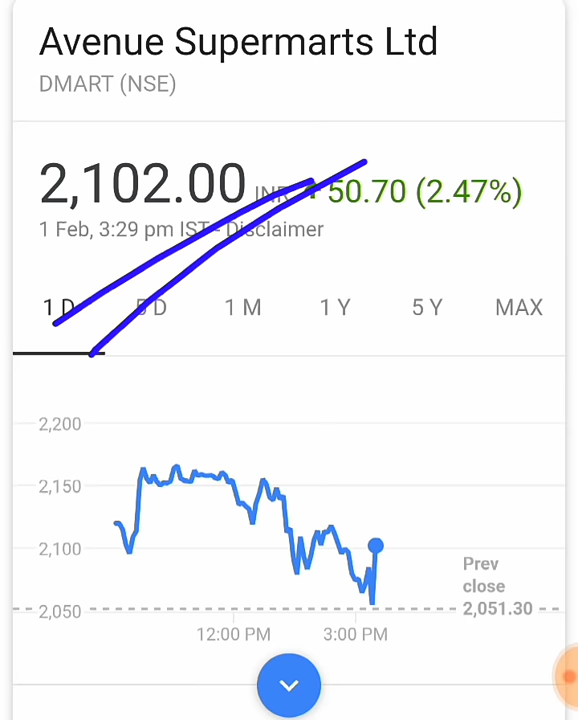 Avenue Supermarts Ltd
DMART (NSE)
2,102.00 INR 50.70 (2.47%)
1 Feb, 3:29 pm IST - Disclaimer
1 D 5 D 1 M 1 Y 5 Y MAX
2,200
2,150
2,100
Prev
close
2,050 2,051.30
12:00 PM 3:00 PM